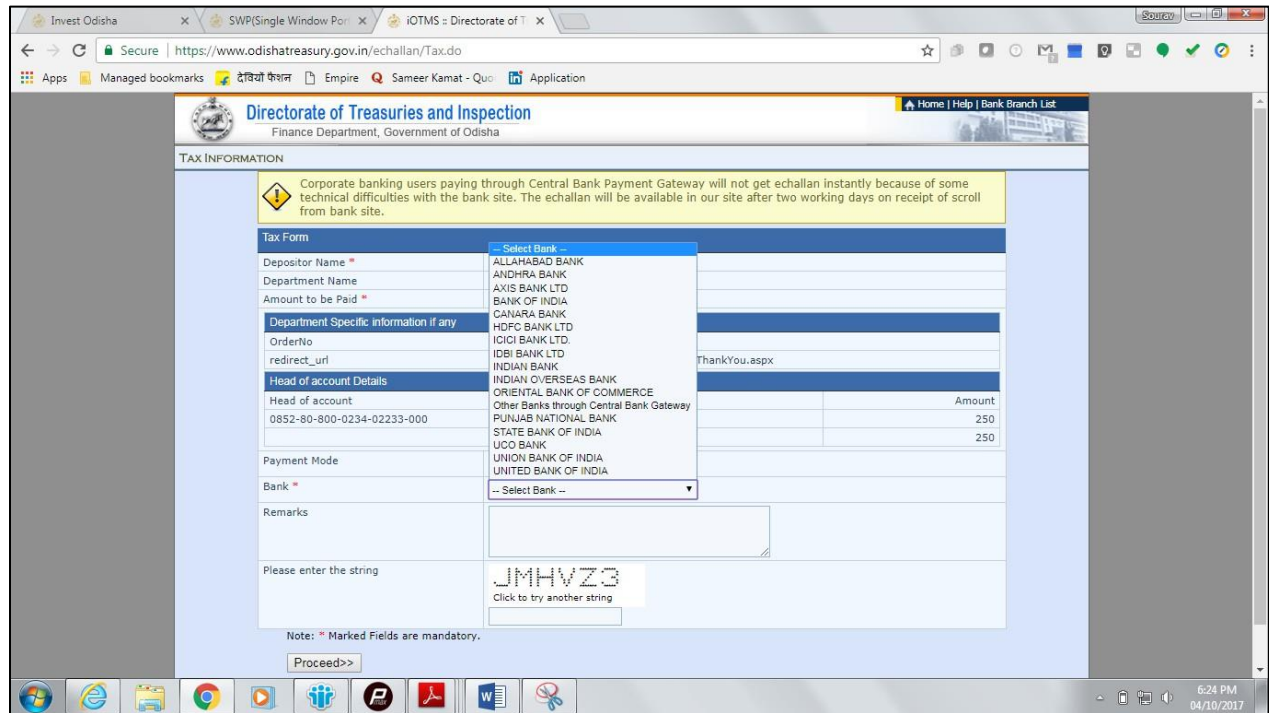 Invest Odisha
SWP(Single Window Por
iOTMS :: Directorate of T
Sourav
Secure | https://www.odishatreasury.gov.in/echallan/Tax.do
Apps Managed bookmarks देवियों फैशन Empire Sameer Kamat - Quo Application
Directorate of Treasuries and Inspection
Finance Department, Government of Odisha
Home | Help | Bank Branch List
TAX INFORMATION
Corporate banking users paying through Central Bank Payment Gateway will not get echallan instantly because of some
technical difficulties with the bank site. The echallan will be available in our site after two working days on receipt of scroll
from bank site.
Tax Form
Depositor Name *
Department Name
Amount to be Paid *
Department Specific information if any
OrderNo
redirect_url
ThankYou.aspx
Head of account Details
Head of account
Amount
0852-80-800-0234-02233-000
250
250
Payment Mode
Bank *
-- Select Bank --
ALLAHABAD BANK
ANDHRA BANK
AXIS BANK LTD
BANK OF INDIA
CANARA BANK
HDFC BANK LTD
ICICI BANK LTD.
IDBI BANK LTD
INDIAN BANK
INDIAN OVERSEAS BANK
ORIENTAL BANK OF COMMERCE
Other Banks through Central Bank Gateway
PUNJAB NATIONAL BANK
STATE BANK OF INDIA
UCO BANK
UNION BANK OF INDIA
UNITED BANK OF INDIA
-- Select Bank --
Remarks
Please enter the string
JMHVZ3
Click to try another string
Note: * Marked Fields are mandatory.
Proceed>>
6:24 PM
04/10/2017